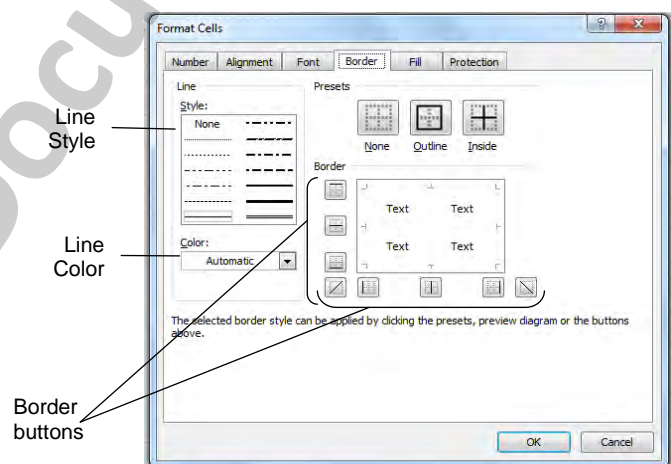 Format Cells
Number Alignment Font Border Fill Protection
Line
Style:
None
Color:
Automatic
Presets
None Outline Inside
Border
Text Text
Text Text
The selected border style can be applied by clicking the presets, preview diagram or the buttons
above.
OK Cancel
Line
Style
Line
Color
Border
buttons